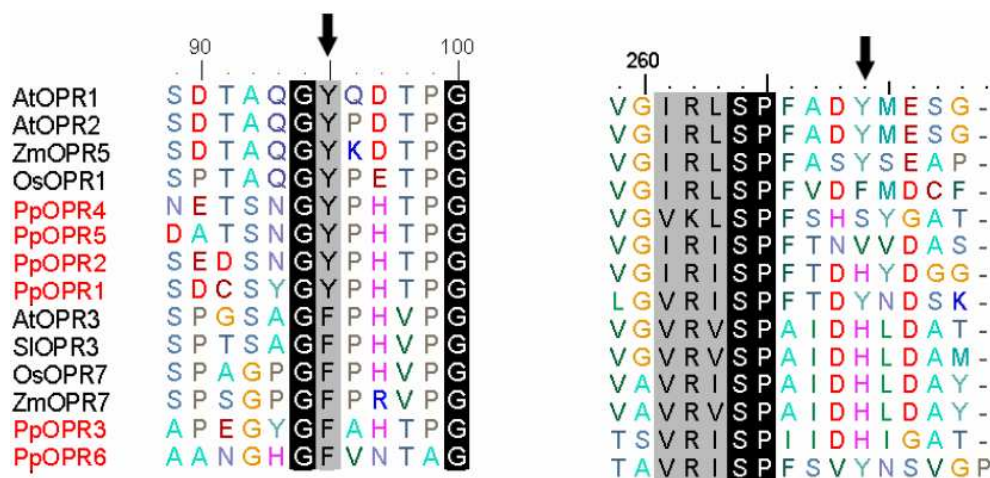 90 100 260
AtOPR1 S D T A Q G Y Q D T P G V G I R L S P F A D Y M E S G -
AtOPR2 S D T A Q G Y P D T P G V G I R L S P F A D Y M E S G -
ZmOPR5 S D T A Q G Y K D T P G V G I R L S P F A S Y S E A P -
OsOPR1 S P T A Q G Y P E T P G V G I R L S P F V D F M D C F -
PpOPR4 N E T S N G Y P H T P G V G V K L S P F S H S Y G A T -
PpOPR5 D A T S N G Y P H T P G V G I R I S P F T N V V D A S -
PpOPR2 S E D S N G Y P H T P G V G I R I S P F T D H Y D G G -
PpOPR1 S D C S Y G Y P H T P G L G V R I S P F T D Y N D S K -
AtOPR3 S P G S A G F P H V P G V G V R V S P A I D H L D A T -
SlOPR3 S P T S A G F P H V P G V G V R V S P A I D H L D A M -
OsOPR7 S P A G P G F P H V P G V A V R I S P A I D H L D A Y -
ZmOPR7 S P S G P G F P R V P G V A V R V S P A I D H L D A Y -
PpOPR3 A P E G Y G F A H T P G T S V R I S P I I D H I G A T -
PpOPR6 A A N G H G F V N T A G T A V R I S P F S V Y N S V G P